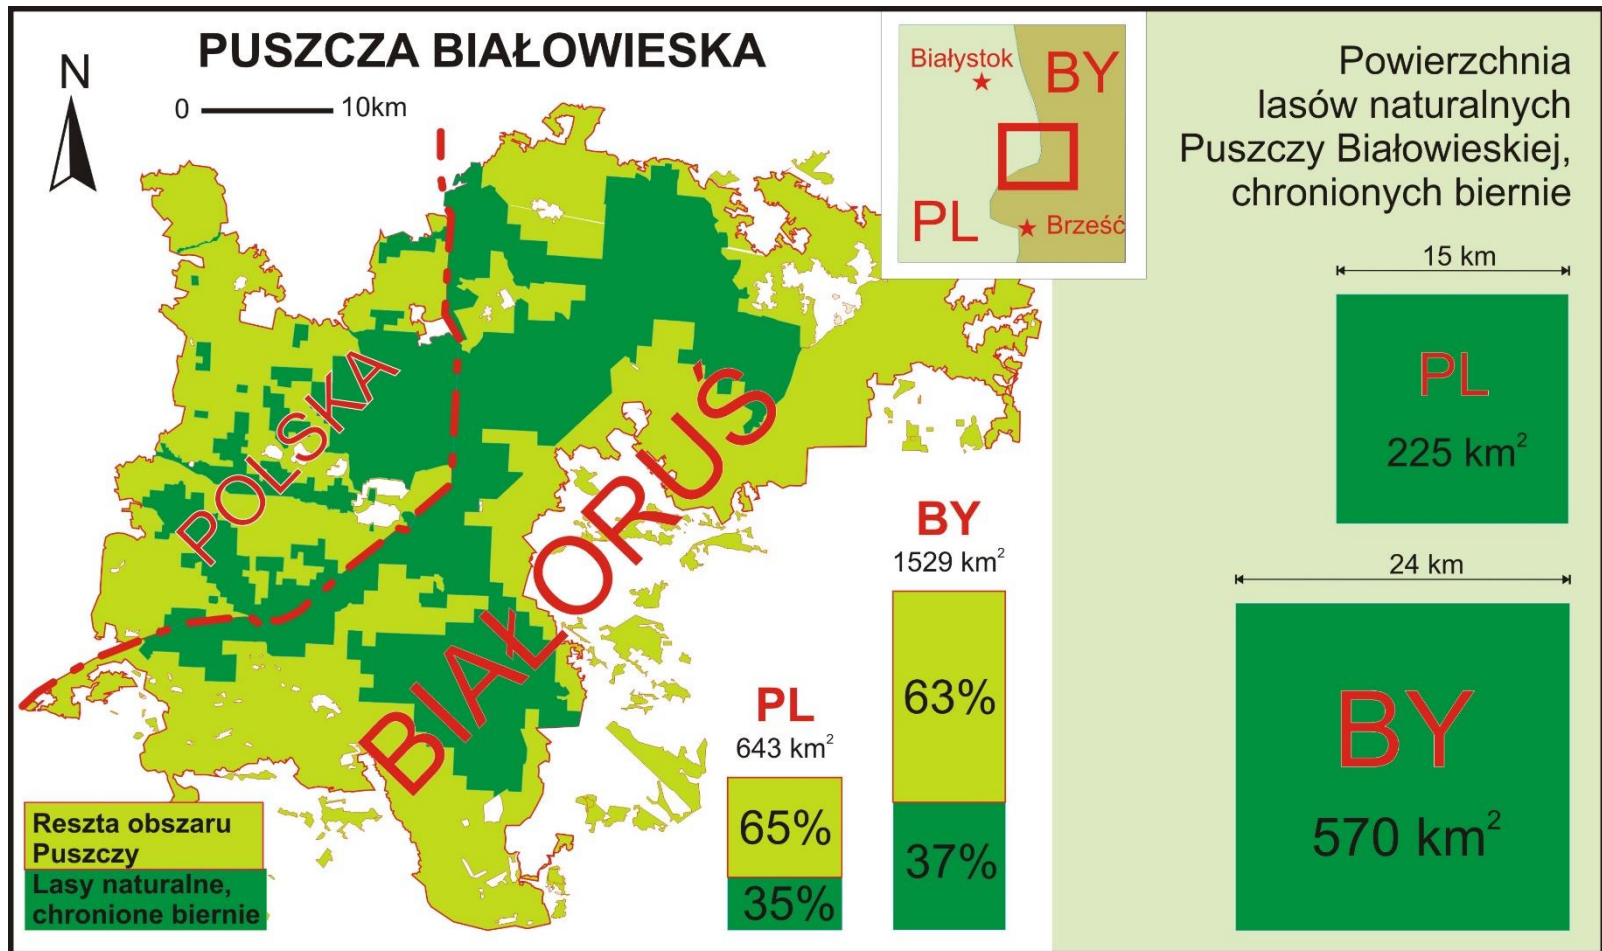 PUSZCZA BIAŁOWIESKA
N
0 10km
Białystok
BY
PL
Brześć
POLSKA
BIAŁORUŚ
Reszta obszaru
Puszczy
Lasy naturalne,
chronione biernie
PL
643 km²
65%
35%
BY
1529 km²
63%
37%
Powierzchnia
lasów naturalnych
Puszczy Białowieskiej,
chronionych biernie
15 km
PL
225 km²
24 km
BY
570 km²